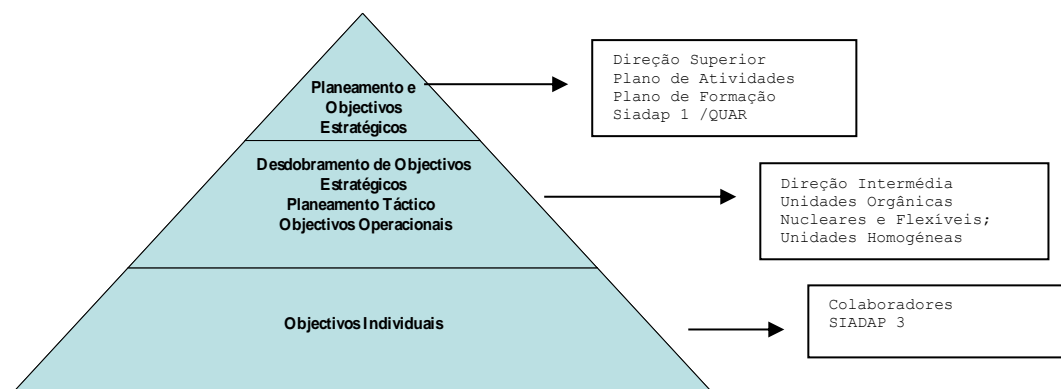 Planeamento e
Objectivos
Estratégicos
Direção Superior
Plano de Atividades
Plano de Formação
Siadap 1 /QUAR
Desdobramento de Objectivos
Estratégicos
Planeamento Táctico
Objectivos Operacionais
Direção Intermédia
Unidades Orgânicas
Nucleares e Flexíveis;
Unidades Homogéneas
Objectivos Individuais
Colaboradores
SIADAP 3